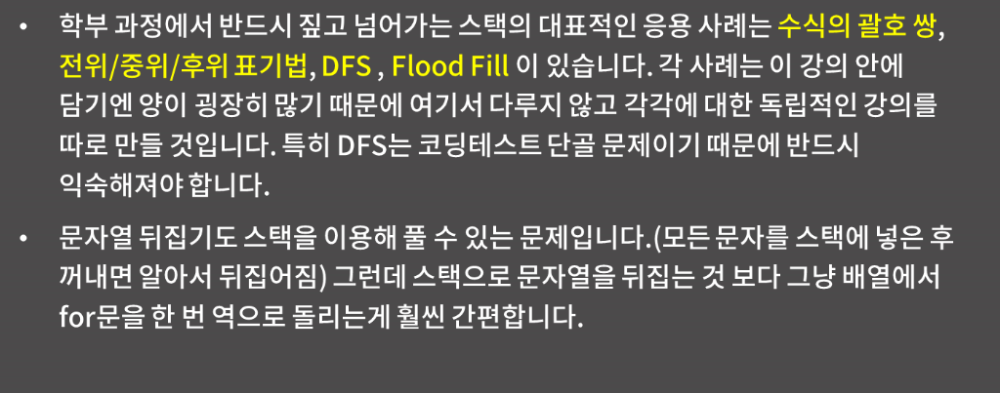 • 학부 과정에서 반드시 짚고 넘어가는 스택의 대표적인 응용 사례는 수식의 괄호 쌍,
전위/중위/후위 표기법, DFS , Flood Fill 이 있습니다. 각 사례는 이 강의 안에
담기엔 양이 굉장히 많기 때문에 여기서 다루지 않고 각각에 대한 독립적인 강의를
따로 만들 것입니다. 특히 DFS는 코딩테스트 단골 문제이기 때문에 반드시
익숙해져야 합니다.
• 문자열 뒤집기도 스택을 이용해 풀 수 있는 문제입니다.(모든 문자를 스택에 넣은 후
꺼내면 알아서 뒤집어짐) 그런데 스택으로 문자열을 뒤집는 것 보다 그냥 배열에서
for문을 한 번 역으로 돌리는게 훨씬 간편합니다.